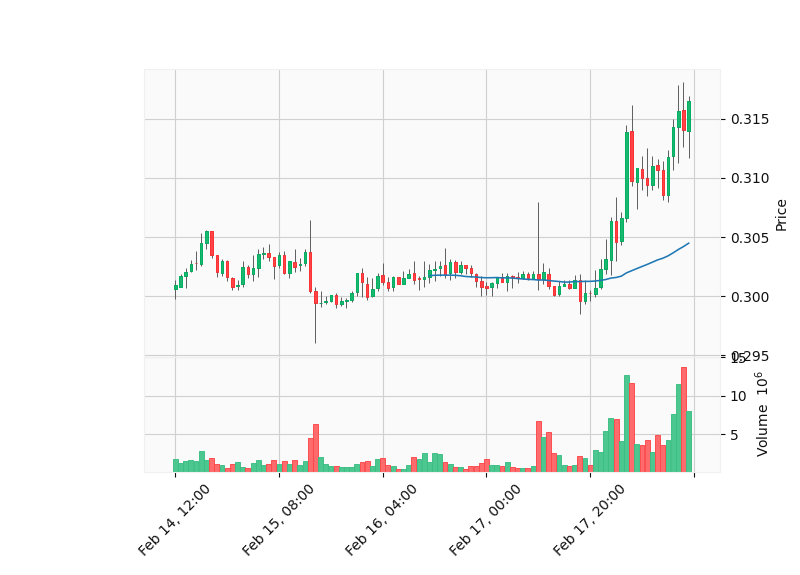 0.315
0.310
0.305
0.300
0.295
Price
15
10
5
Volume 10^6
Feb 14, 12:00
Feb 15, 08:00
Feb 16, 04:00
Feb 17, 00:00
Feb 17, 20:00